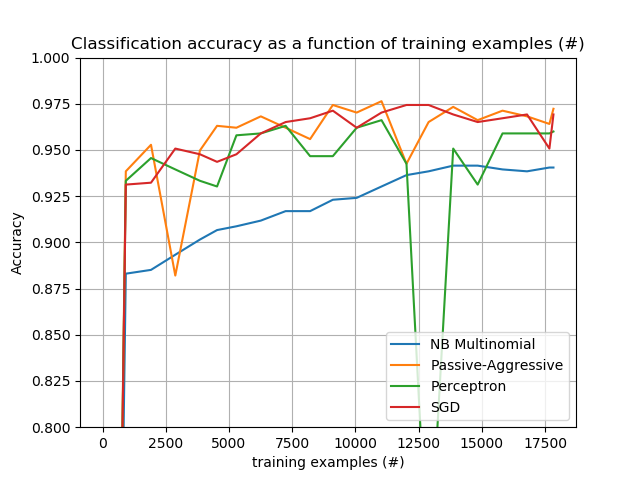 Classification accuracy as a function of training examples (#)
1.000
0.975
0.950
0.925
0.900
0.875
0.850
0.825
0.800
Accuracy
NB Multinomial
Passive-Aggressive
Perceptron
SGD
0 2500 5000 7500 10000 12500 15000 17500
training examples (#)